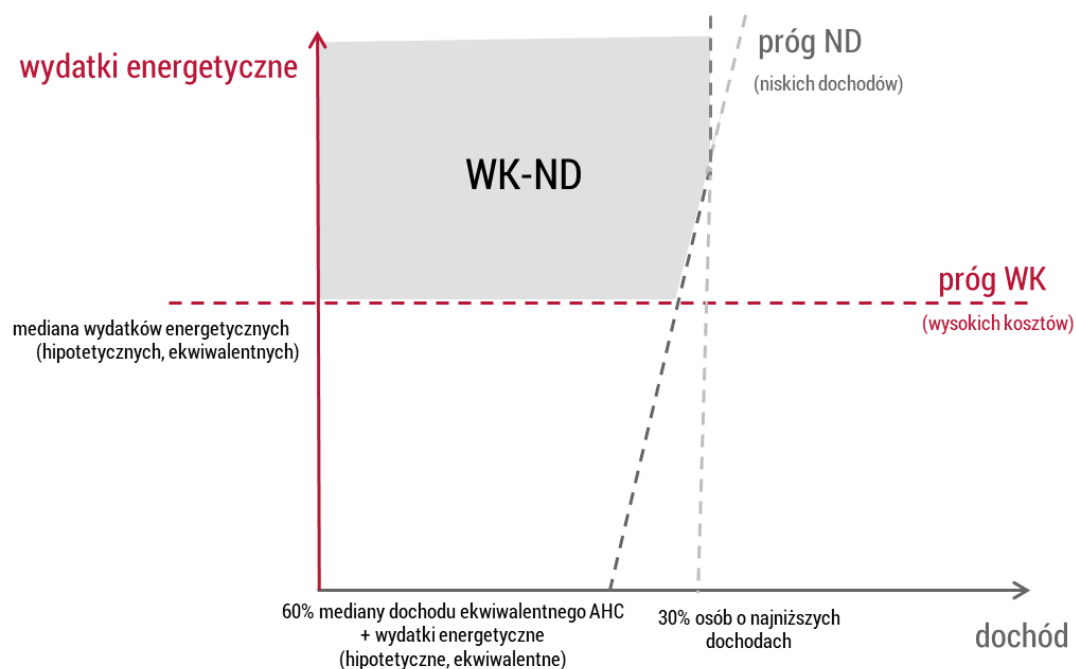 wydatki energetyczne
próg ND
(niskich dochodów)
WK-ND
próg WK
(wysokich kosztów)
mediana wydatków energetycznych
(hipotetycznych, ekwiwalentnych)
60% mediany dochodu ekwiwalentnego AHC
+ wydatki energetyczne
(hipotetyczne, ekwiwalentne)
30% osób o najniższych
dochodach
dochód